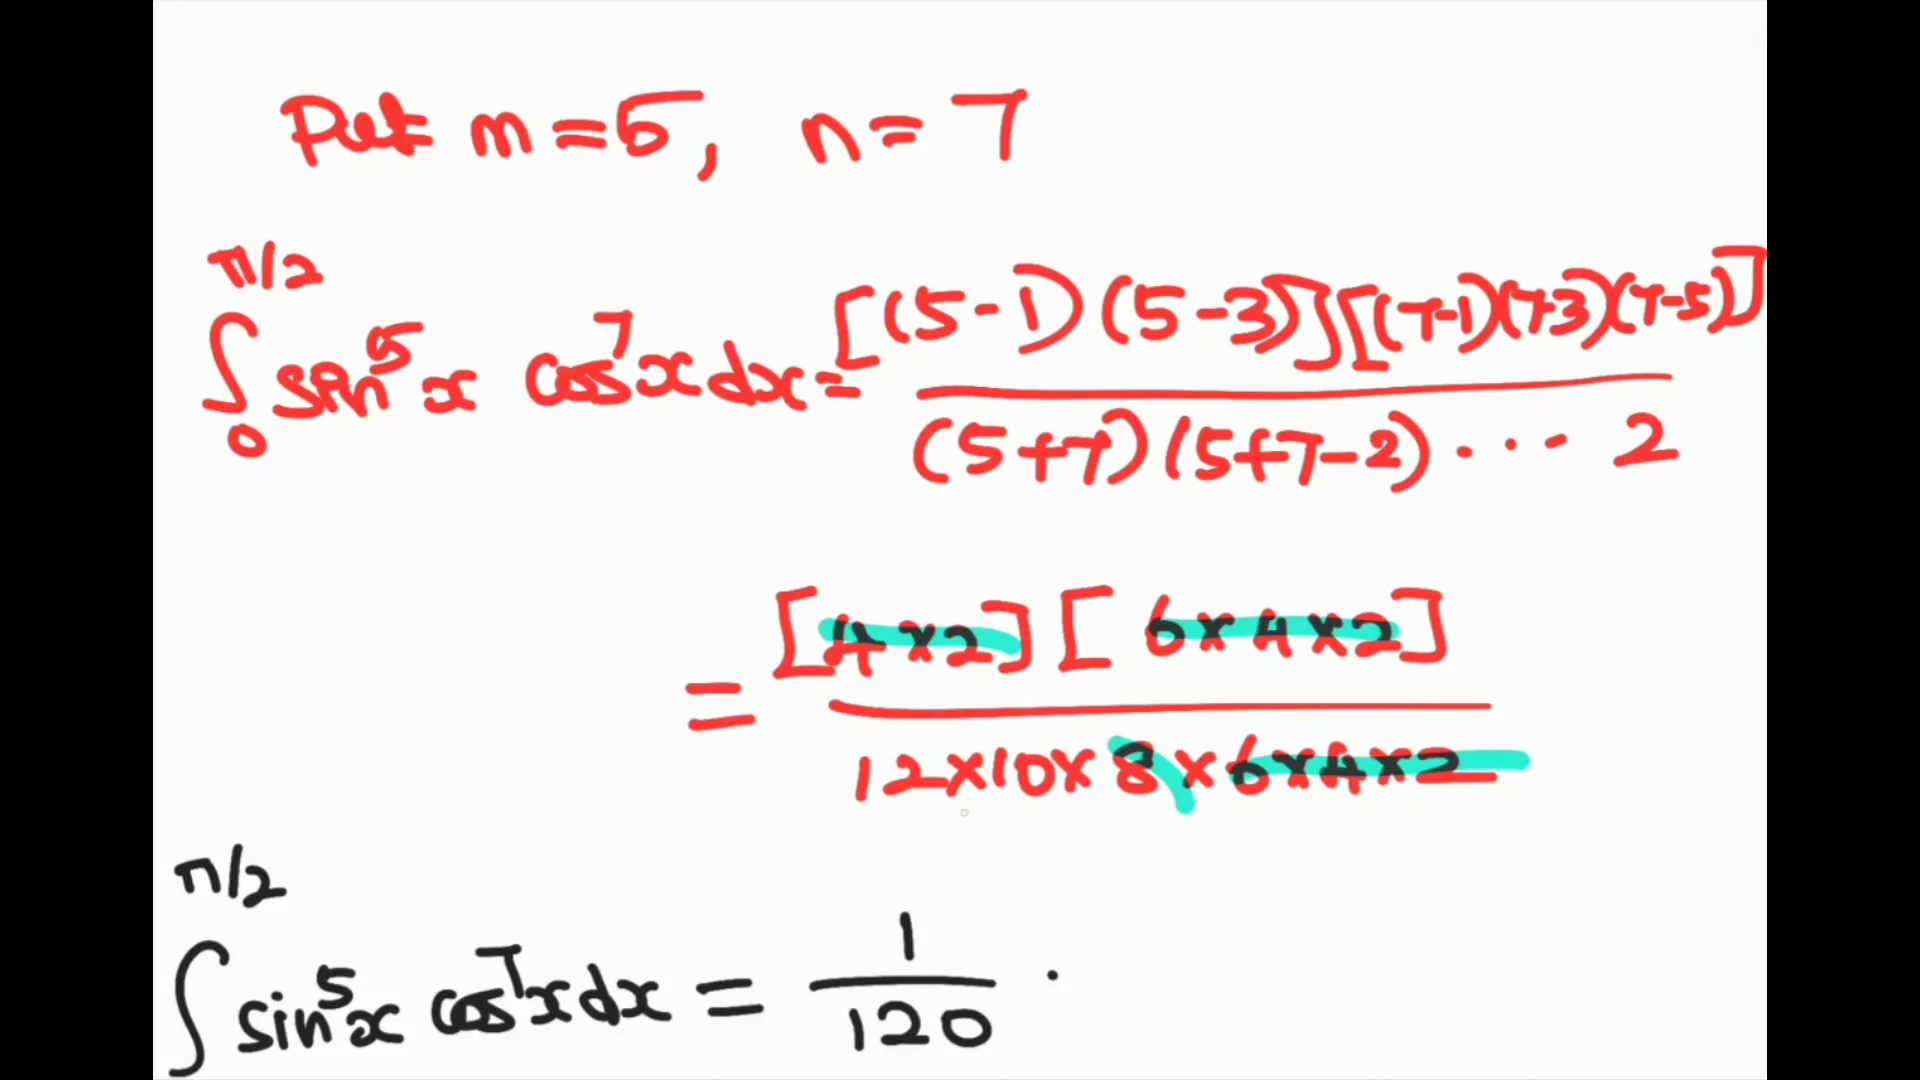 Put m=5, n=7
π/2
∫ sin⁵x cos⁷x dx = [(5-1)(5-3)][(7-1)(7-3)(7-5)]
0
(5+7)(5+7-2) . . . . 2
= [4×2][6×4×2]
12×10×8×6×4×2
π/2
∫ sin⁵x cos⁷x dx = 1/120 .